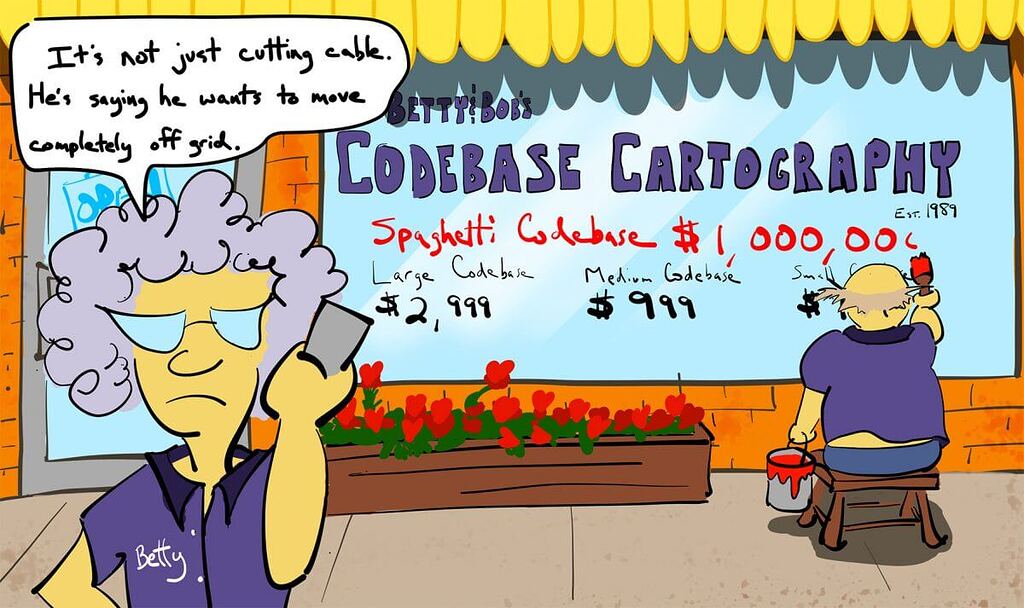 It's not just cutting cable.
He's saying he wants to move
completely off grid.
BETTY & BOB'S
CODEBASE CARTOGRAPHY
Est. 1989
Spaghetti Codebase $1,000,00
Large Codebase
Medium Codebase
Small
$2,999
$999
$
Betty